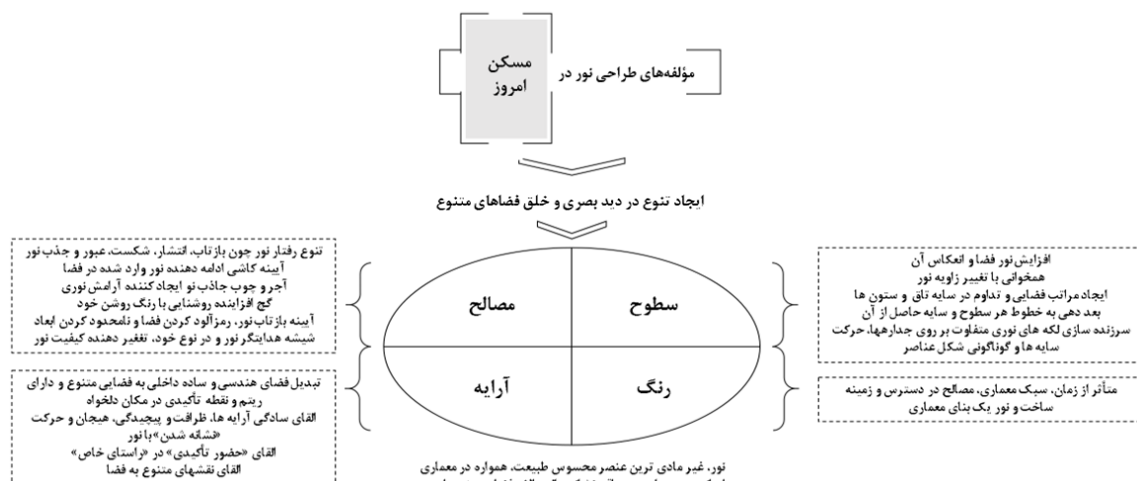 مؤلفه‌های طراحی نور در
مسکن
امروز
ایجاد تنوع در دید بصری و خلق فضاهای متنوع
سطوح
مصالح
رنگ
آرایه
افزایش نور فضا و انعکاس آن
همخوانی با تغییر زاویه نور
ایجاد مراتب فضایی و تداوم در سایه تاق و ستون ها
بعد دهی به خطوط هر سطوح و سایه حاصل از آن
سرزنده سازی لکه های نوری متفاوت بر روی جدارهها، حرکت
سایه ها و گوناگونی شکل عناصر
تنوع رفتار نور چون بازتاب، انتشار، شکست، عبور و جذب نور
آیینه کاشی ادامه دهنده نور وارد شده در فضا
آجر و چوب جاذب نو ایجاد کننده آرامش نوری
گچ افزاینده روشنایی با رنگ روشن خود
آیینه بازتاب نور، رمزآلود کردن فضا و نامحدود کردن ابعاد
شیشه هدایتگر نور و در نوع خود، تغغیر دهنده کیفیت نور
متأثر از زمان، سبک معماری، مصالح در دسترس و زمینه
ساخت و نور یک بنای معماری
تبدیل فضای هندسی و ساده داخلی به فضایی متنوع و دارای
ریتم و نقطه تأکیدی در مکان دلخواه
القای سادگی آرایه ها، ظرافت و پیچیدگی، هیجان و حرکت
«نشانه شدن» با نور
القای «حضور تأکیدی» در «راستای خاص»
القای نقشهای متنوع به فضا
نور، غیر مادی ترین عنصر محسوس طبیعت، همواره در معماری